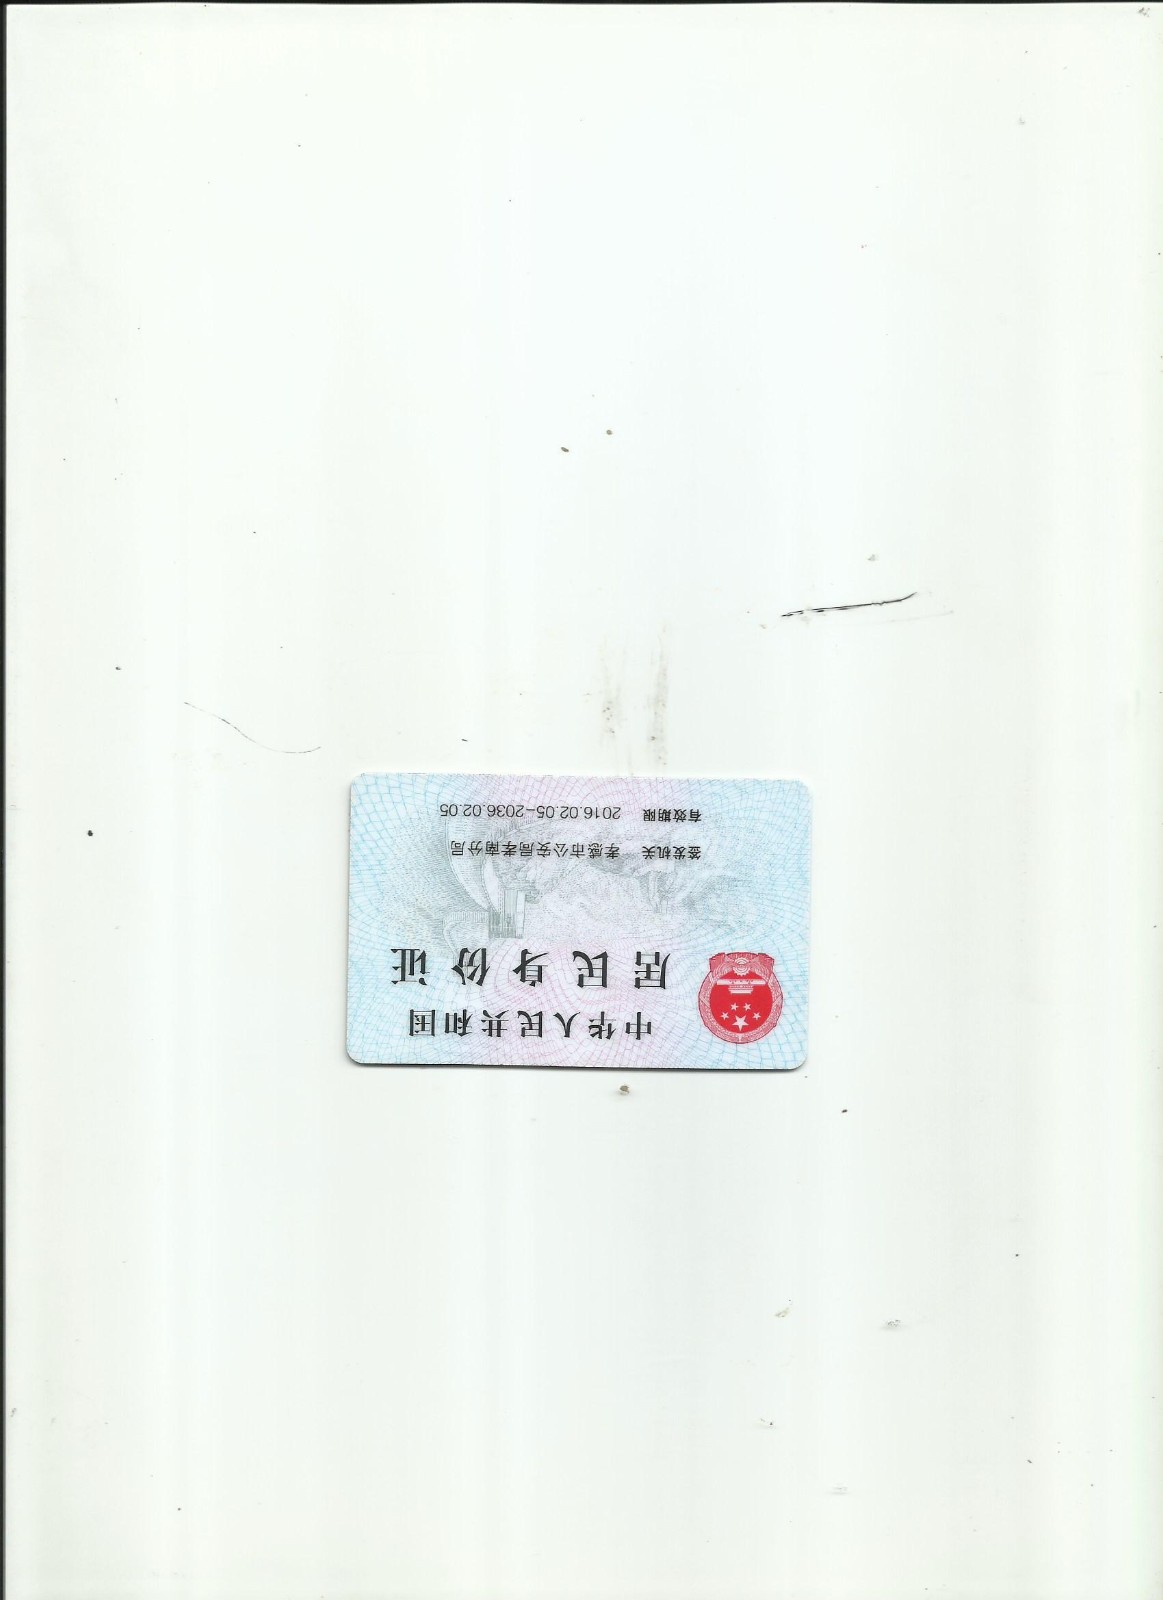 中华人民共和国
居民身份证
签发机关 孝感市公安局孝南分局
有效期限 2016.02.05-2036.02.05